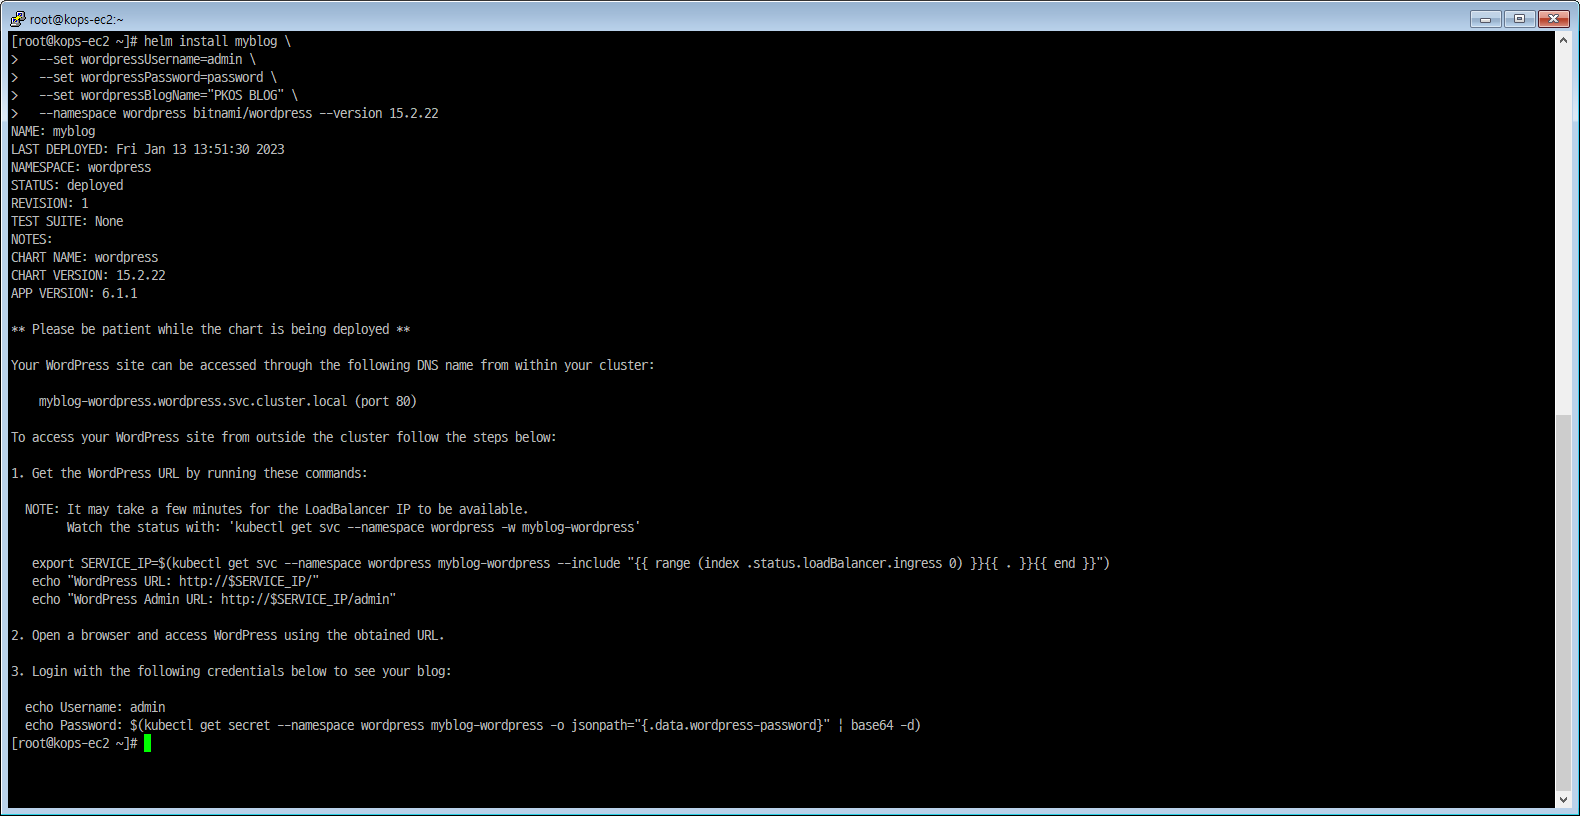 root@kops-ec2:~
[root@kops-ec2 ~]# helm install myblog \
>   --set wordpressUsername=admin \
>   --set wordpressPassword=password \
>   --set wordpressBlogName="PKOS BLOG" \
>   --namespace wordpress bitnami/wordpress --version 15.2.22
NAME: myblog
LAST DEPLOYED: Fri Jan 13 13:51:30 2023
NAMESPACE: wordpress
STATUS: deployed
REVISION: 1
TEST SUITE: None
NOTES:
CHART NAME: wordpress
CHART VERSION: 15.2.22
APP VERSION: 6.1.1
** Please be patient while the chart is being deployed **
Your WordPress site can be accessed through the following DNS name from within your cluster:
    myblog-wordpress.wordpress.svc.cluster.local (port 80)
To access your WordPress site from outside the cluster follow the steps below:
1. Get the WordPress URL by running these commands:
  NOTE: It may take a few minutes for the LoadBalancer IP to be available.
        Watch the status with: 'kubectl get svc --namespace wordpress -w myblog-wordpress'
   export SERVICE_IP=$(kubectl get svc --namespace wordpress myblog-wordpress --include "{{ range (index .status.loadBalancer.ingress 0) }}{{ . }}{{ end }}")
   echo "WordPress URL: http://$SERVICE_IP/"
   echo "WordPress Admin URL: http://$SERVICE_IP/admin"
2. Open a browser and access WordPress using the obtained URL.
3. Login with the following credentials below to see your blog:
  echo Username: admin
  echo Password: $(kubectl get secret --namespace wordpress myblog-wordpress -o jsonpath="{.data.wordpress-password}" | base64 -d)
[root@kops-ec2 ~]#